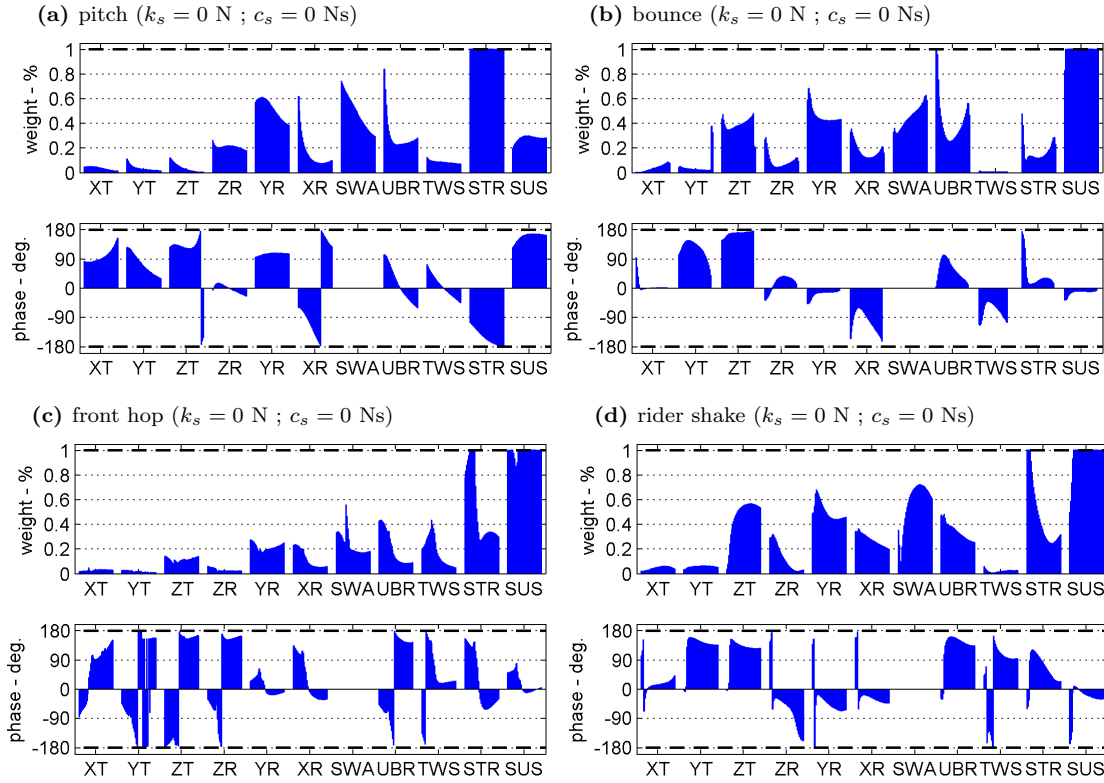 (a) pitch (kₛ = 0 N ; cₛ = 0 Ns)
weight - %
1
0.8
0.6
0.4
0.2
0
XT YT ZT ZR YR XR SWA UBR TWS STR SUS
phase - deg.
180
90
0
-90
-180
XT YT ZT ZR YR XR SWA UBR TWS STR SUS
(b) bounce (kₛ = 0 N ; cₛ = 0 Ns)
weight - %
1
0.8
0.6
0.4
0.2
0
XT YT ZT ZR YR XR SWA UBR TWS STR SUS
phase - deg.
180
90
0
-90
-180
XT YT ZT ZR YR XR SWA UBR TWS STR SUS
(c) front hop (kₛ = 0 N ; cₛ = 0 Ns)
weight - %
1
0.8
0.6
0.4
0.2
0
XT YT ZT ZR YR XR SWA UBR TWS STR SUS
phase - deg.
180
90
0
-90
-180
XT YT ZT ZR YR XR SWA UBR TWS STR SUS
(d) rider shake (kₛ = 0 N ; cₛ = 0 Ns)
weight - %
1
0.8
0.6
0.4
0.2
0
XT YT ZT ZR YR XR SWA UBR TWS STR SUS
phase - deg.
180
90
0
-90
-180
XT YT ZT ZR YR XR SWA UBR TWS STR SUS